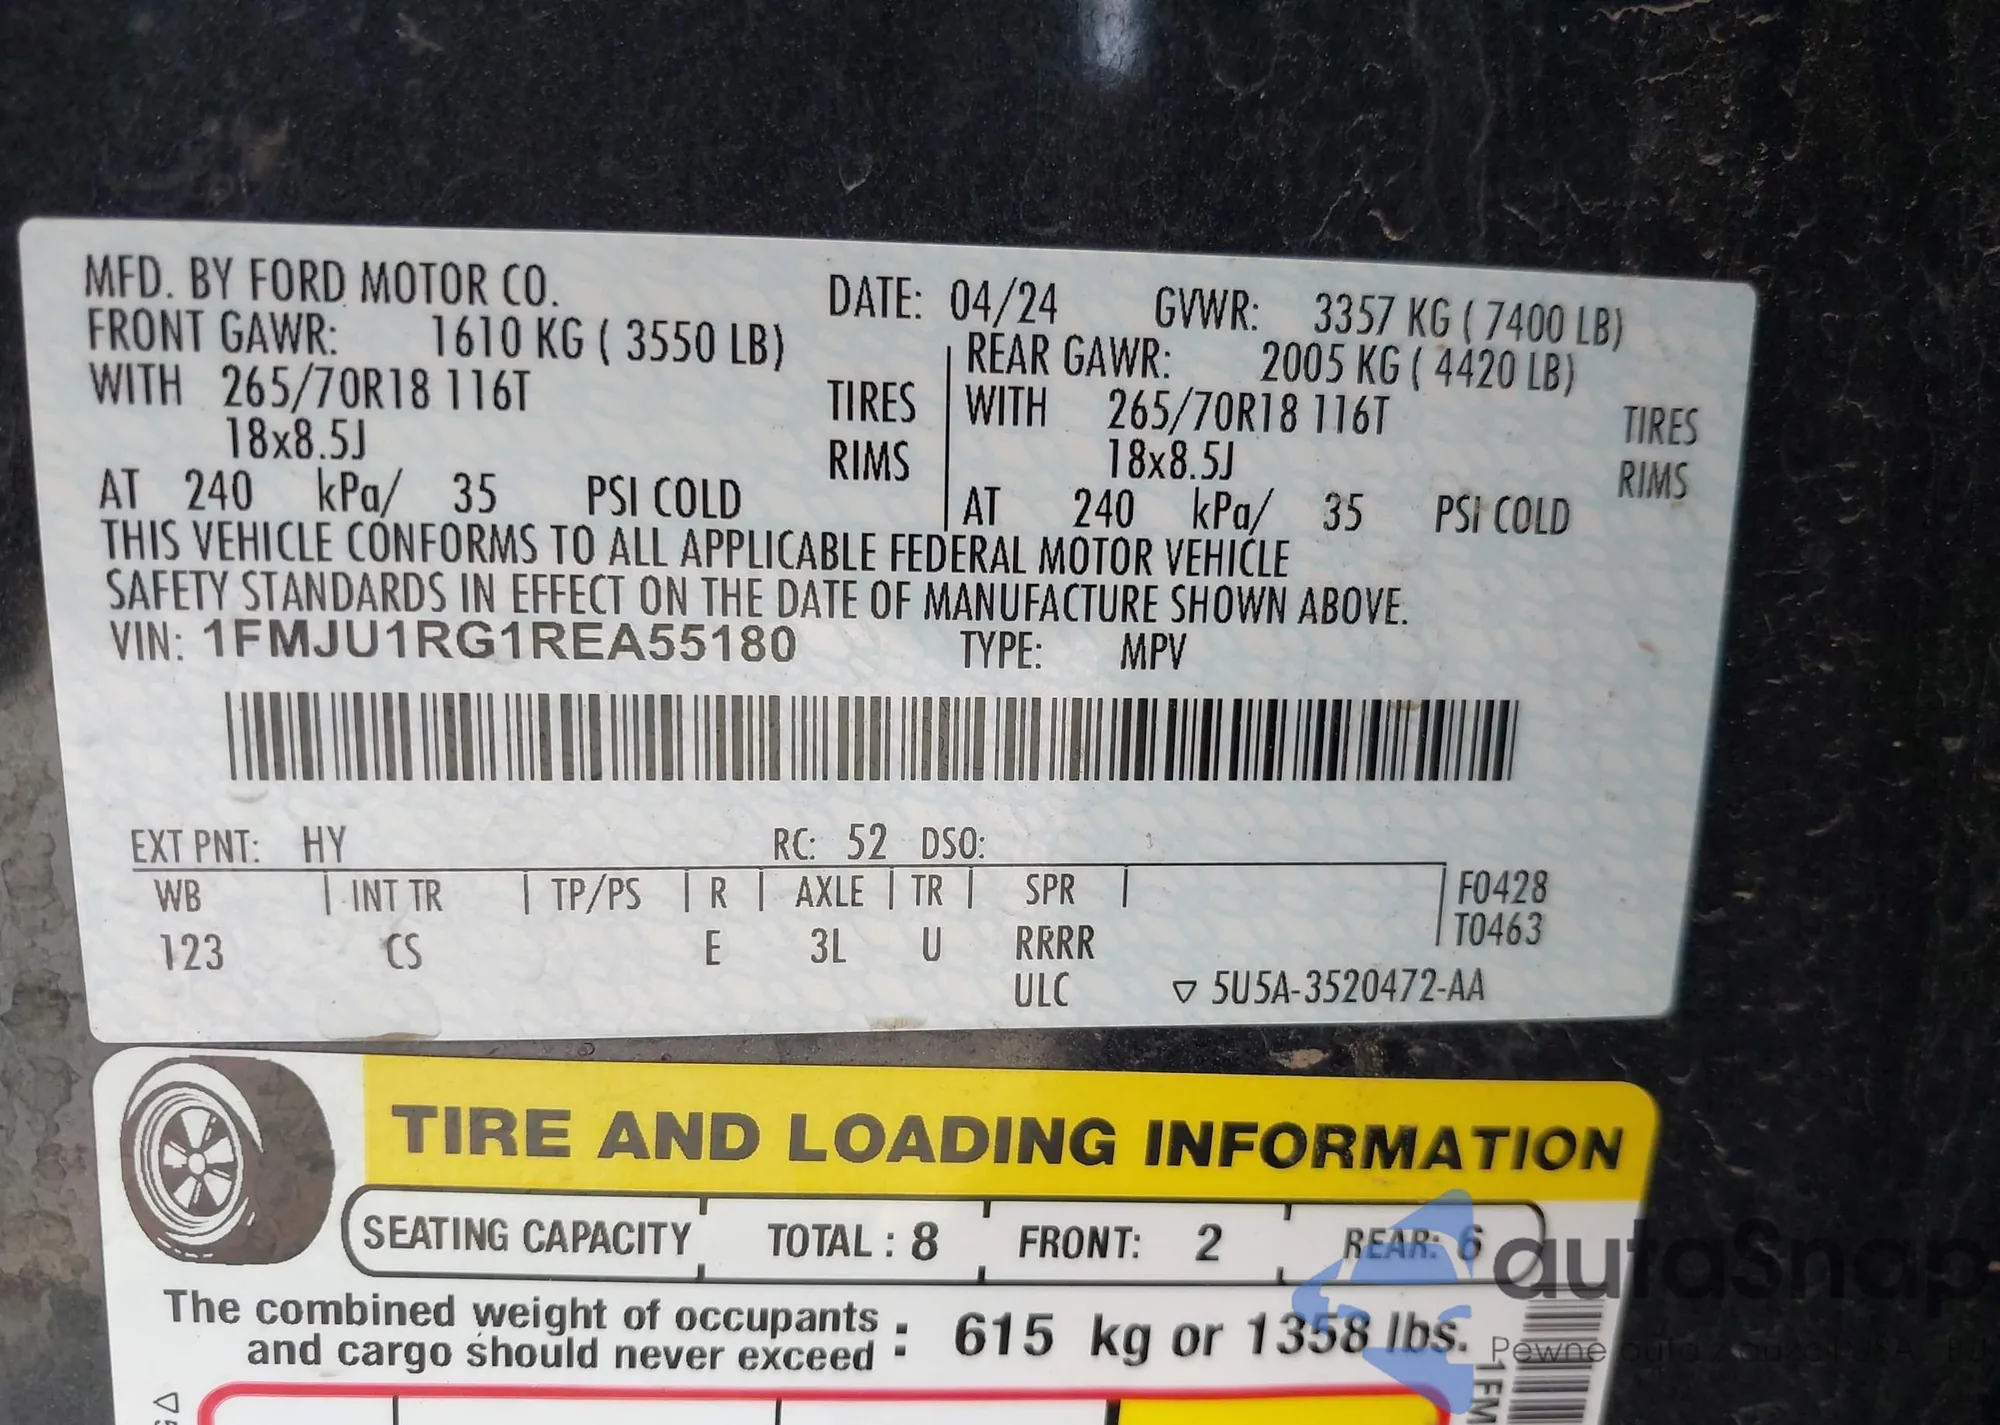 MFD. BY FORD MOTOR CO. DATE: 04/24 GVWR: 3357 KG ( 7400 LB)
FRONT GAWR: 1610 KG ( 3550 LB) REAR GAWR: 2005 KG ( 4420 LB)
WITH 265/70R18 116T TIRES WITH 265/70R18 116T TIRES
18x8.5J RIMS 18x8.5J RIMS
AT 240 kPa/ 35 PSI COLD AT 240 kPa/ 35 PSI COLD
THIS VEHICLE CONFORMS TO ALL APPLICABLE FEDERAL MOTOR VEHICLE
SAFETY STANDARDS IN EFFECT ON THE DATE OF MANUFACTURE SHOWN ABOVE.
VIN: 1FMJU1RG1REA55180 TYPE: MPV
EXT PNT: HY RC: 52 DSO:
WB INT TR TP/PS R AXLE TR SPR F0428
T0463
123 CS E 3L U RRRR
ULC ▽ 5U5A-3520472-AA
TIRE AND LOADING INFORMATION
SEATING CAPACITY TOTAL : 8 FRONT: 2 REAR: 6
The combined weight of occupants
and cargo should never exceed : 615 kg or 1358 lbs.
autaSnap
Pewne auta z
1FM